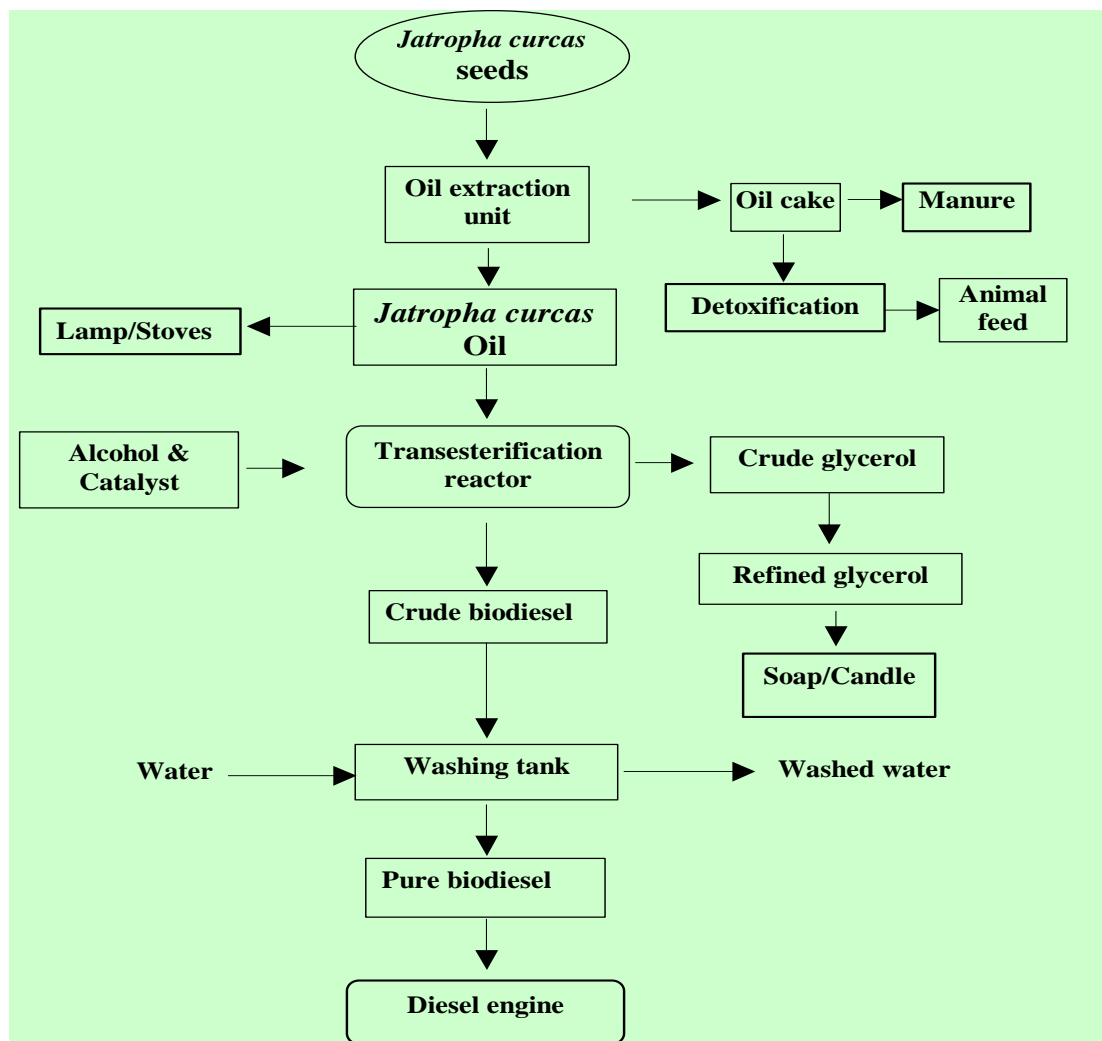 Jatropha curcas
seeds
Oil extraction
unit
Oil cake
Manure
Detoxification
Animal
feed
Jatropha curcas
Oil
Lamp/Stoves
Alcohol &
Catalyst
Transesterification
reactor
Crude glycerol
Refined glycerol
Crude biodiesel
Soap/Candle
Water
Washing tank
Washed water
Pure biodiesel
Diesel engine